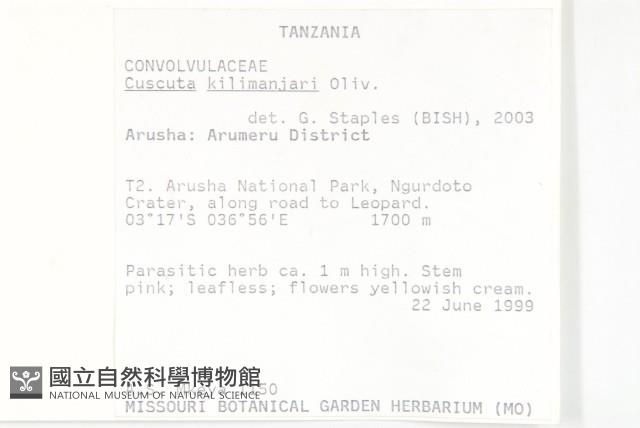 TANZANIA
CONVOLVULACEAE
Cuscuta kilimanjari Oliv.
det. G. Staples (BISH), 2003
Arusha: Arumeru District
T2. Arusha National Park, Ngurdoto
Crater, along road to Leopard.
03°17'S 036°56'E 1700 m
Parasitic herb ca. 1 m high. Stem
pink; leafless; flowers yellowish cream.
22 June 1999
國立自然科學博物館
NATIONAL MUSEUM OF NATURAL SCIENCE
MISSOURI BOTANICAL GARDEN HERBARIUM (MO)